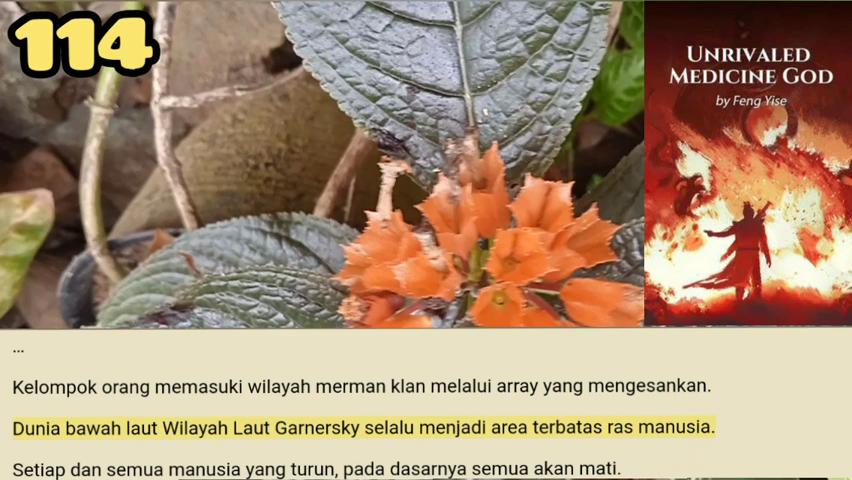 114
UNRIVALED
MEDICINE GOD
by Feng Yise
...
Kelompok orang memasuki wilayah merman klan melalui array yang mengesankan.
Dunia bawah laut Wilayah Laut Garnersky selalu menjadi area terbatas ras manusia.
Setiap dan semua manusia yang turun, pada dasarnya semua akan mati.